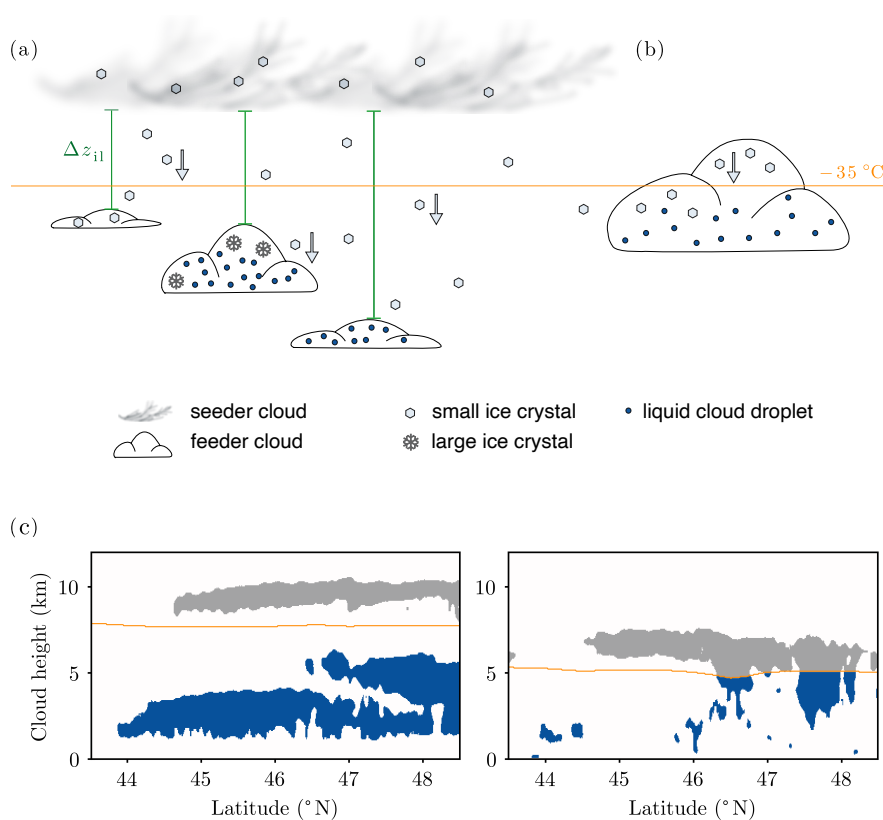 (a)
(b)
Δz_il
−35 °C
seeder cloud
small ice crystal
liquid cloud droplet
feeder cloud
large ice crystal
(c)
Cloud height (km)
10
5
0
44 45 46 47 48
Latitude (°N)
10
5
0
44 45 46 47 48
Latitude (°N)